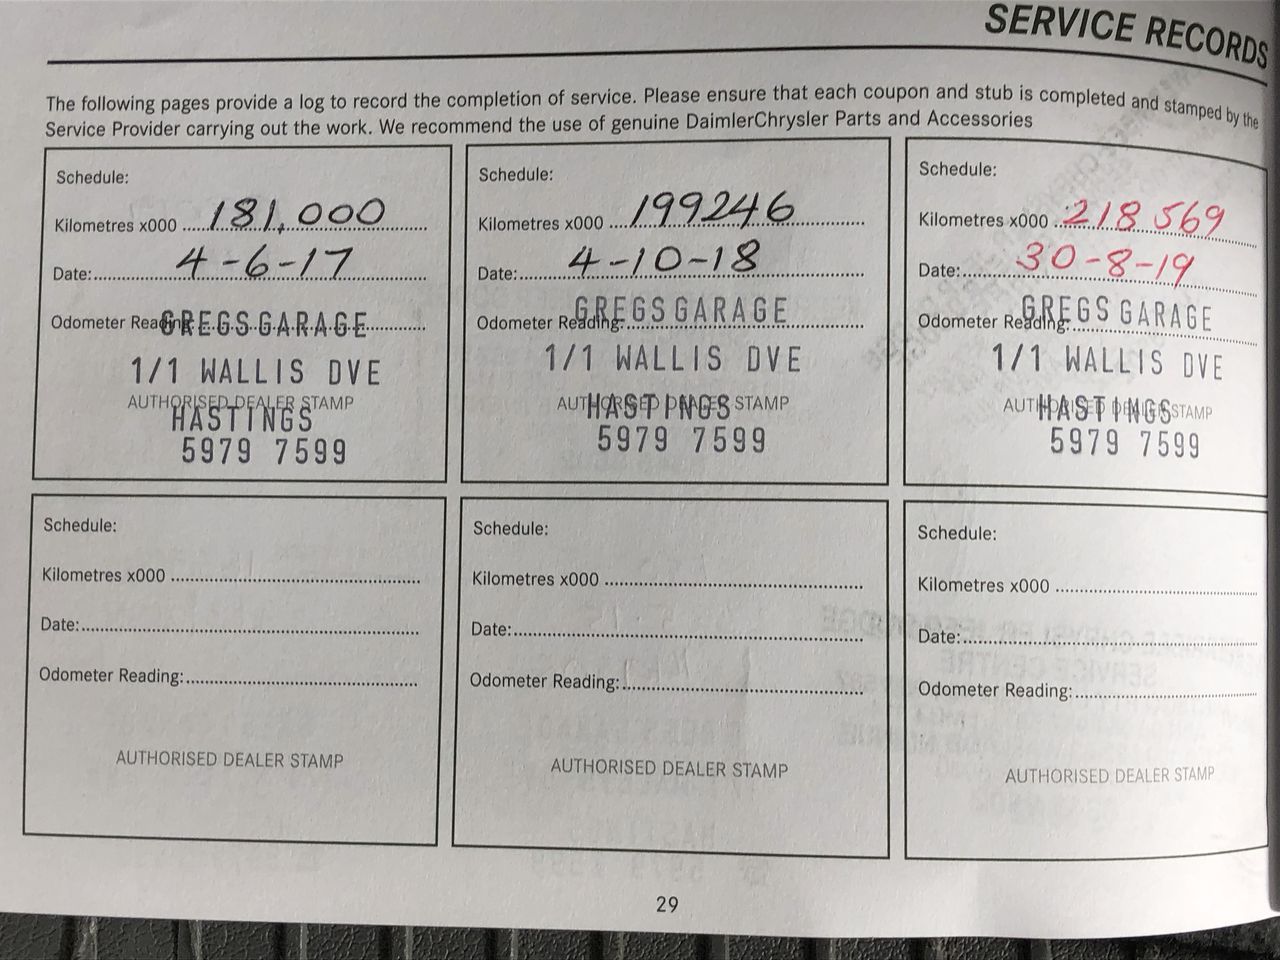 SERVICE RECORDS
The following pages provide a log to record the completion of service. Please ensure that each coupon and stub is completed and stamped by the
Service Provider carrying out the work. We recommend the use of genuine DaimlerChrysler Parts and Accessories
Schedule:
Kilometres x000 181,000
Date: 4-6-17
Odometer Reading:
GREGS GARAGE
1/1 WALLIS DVE
AUTHORISED DEALER STAMP
HASTINGS
5979 7599
Schedule:
Kilometres x000 199246
Date: 4-10-18
GREGS GARAGE
Odometer Reading:
1/1 WALLIS DVE
AUTHORISED DEALER STAMP
HASTINGS
5979 7599
Schedule:
Kilometres x000 218 569
Date: 30-8-19
GREGS GARAGE
Odometer Reading:
1/1 WALLIS DVE
AUTHORISED DEALER STAMP
HASTINGS
5979 7599
Schedule:
Kilometres x000
Date:
Odometer Reading:
AUTHORISED DEALER STAMP
Schedule:
Kilometres x000
Date:
Odometer Reading:
AUTHORISED DEALER STAMP
Schedule:
Kilometres x000
Date:
Odometer Reading:
AUTHORISED DEALER STAMP
29